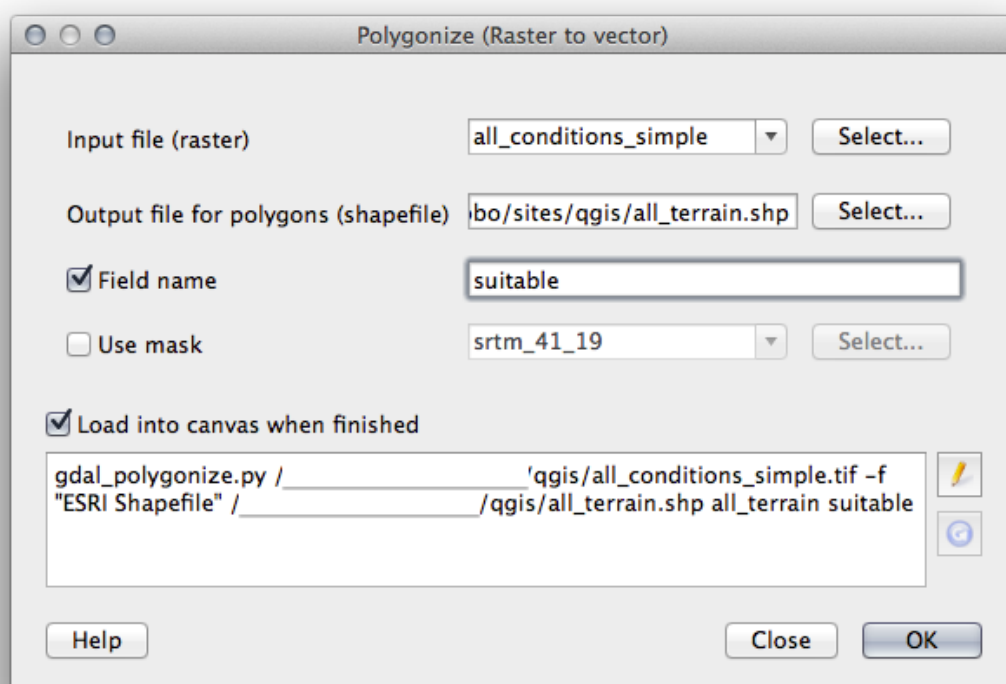 Polygonize (Raster to vector)
Input file (raster) all_conditions_simple Select...
Output file for polygons (shapefile) bo/sites/qgis/all_terrain.shp Select...
Field name suitable
Use mask srtm_41_19 Select...
Load into canvas when finished
gdal_polygonize.py /____________________/qgis/all_conditions_simple.tif -f
"ESRI Shapefile" /____________________/qgis/all_terrain.shp all_terrain suitable
Help Close OK